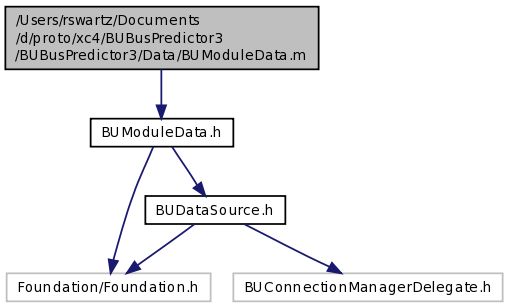 /Users/rswartz/Documents
/d/proto/xc4/BUBusPredictor3
/BUBusPredictor3/Data/BUModuleData.m
BUModuleData.h
BUDataSource.h
Foundation/Foundation.h
BUConnectionManagerDelegate.h